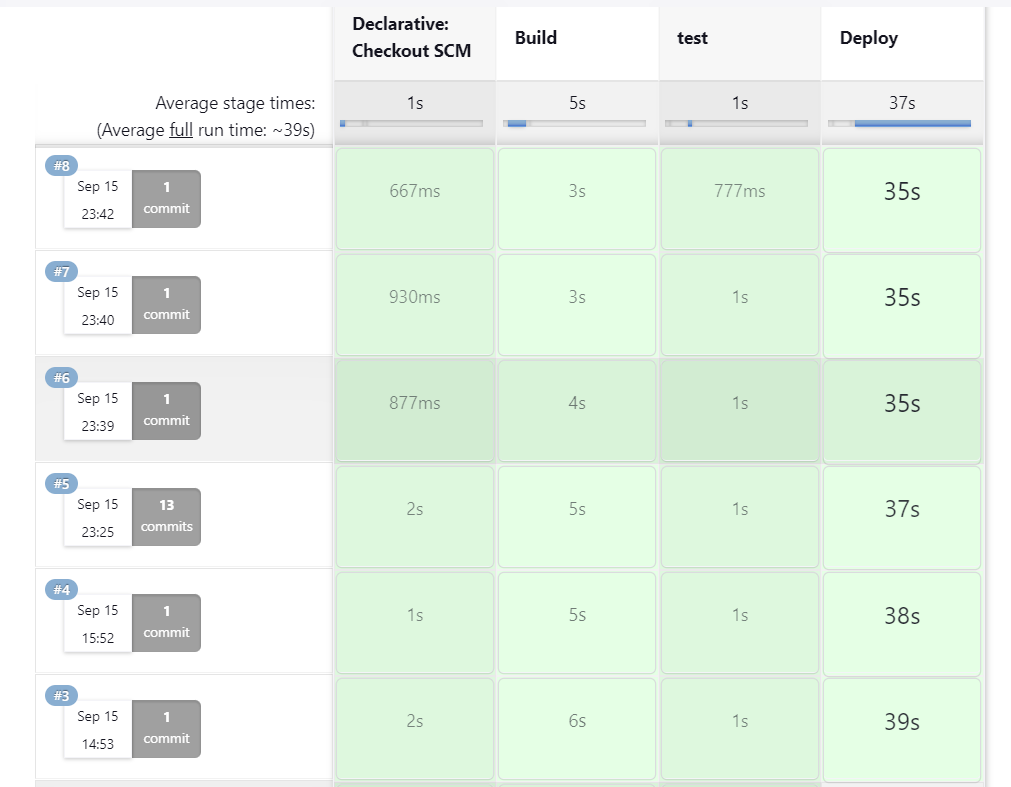 Declarative:
Checkout SCM
Build
test
Deploy
Average stage times:
(Average full run time: ~39s)
1s
5s
1s
37s
#8
Sep 15
23:42
1
commit
667ms
3s
777ms
35s
#7
Sep 15
23:40
1
commit
930ms
3s
1s
35s
#6
Sep 15
23:39
1
commit
877ms
4s
1s
35s
#5
Sep 15
23:25
13
commits
2s
5s
1s
37s
#4
Sep 15
15:52
1
commit
1s
5s
1s
38s
#3
Sep 15
14:53
1
commit
2s
6s
1s
39s